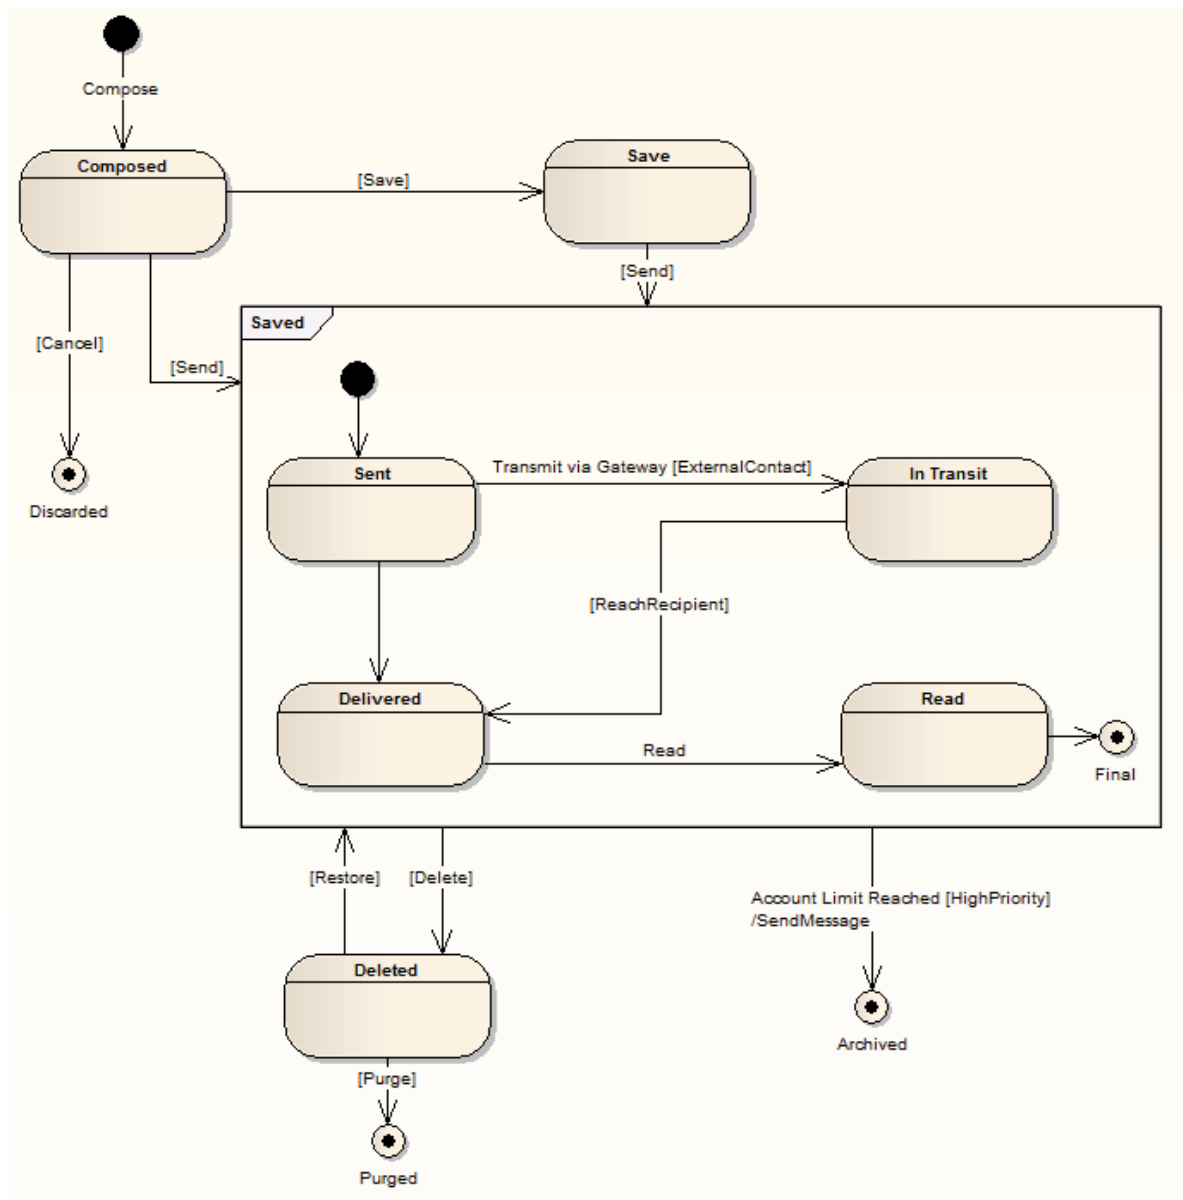 Compose
Composed
Save
[Save]
[Send]
Saved
[Cancel]
[Send]
Sent
Transmit via Gateway [ExternalContact]
In Transit
Discarded
[ReachRecipient]
Delivered
Read
Read
Final
[Restore]
[Delete]
Account Limit Reached [HighPriority]
/SendMessage
Deleted
Archived
[Purge]
Purged